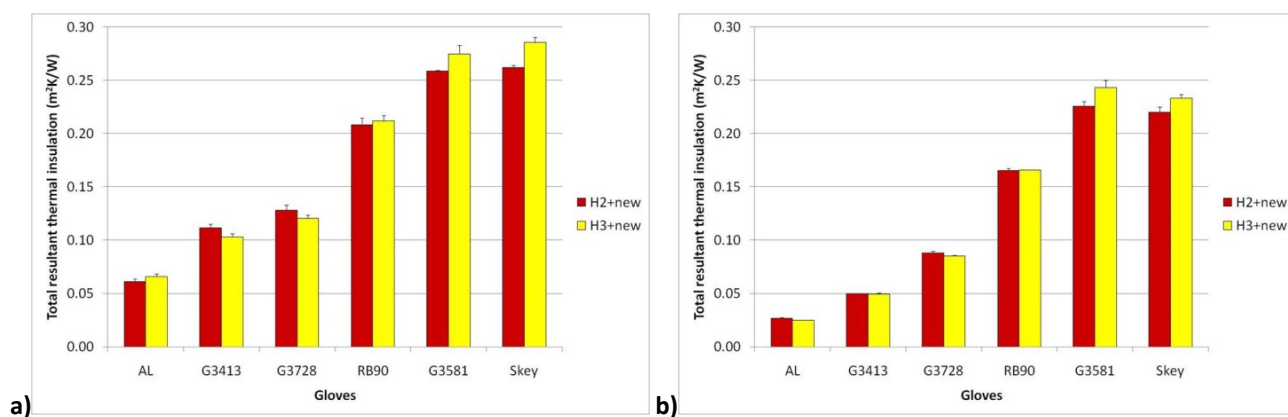 Total resultant thermal insulation (m²K/W)
0.30
0.25
0.20
0.15
0.10
0.05
0.00
AL G3413 G3728 RB90 G3581 Skey
Gloves
H2+new
H3+new
a)
Total resultant thermal insulation (m²K/W)
0.30
0.25
0.20
0.15
0.10
0.05
0.00
AL G3413 G3728 RB90 G3581 Skey
Gloves
H2+new
H3+new
b)